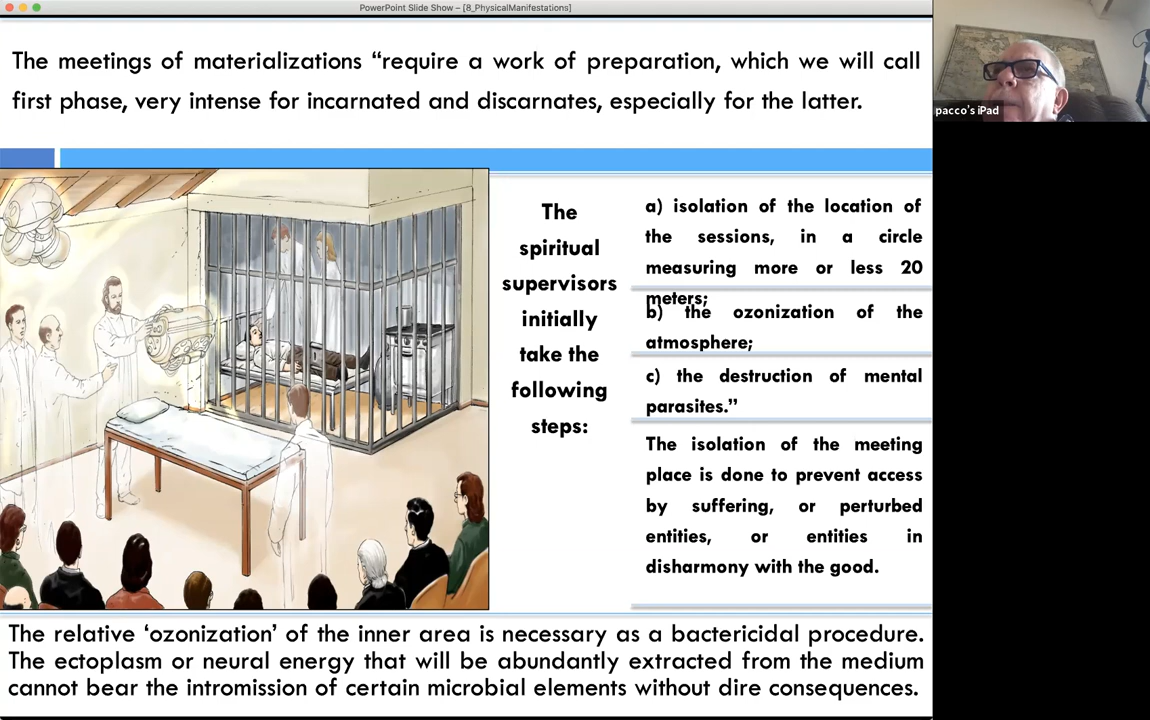 PowerPoint Slide Show – [8_PhysicalManifestations]
The meetings of materializations “require a work of preparation, which we will call
first phase, very intense for incarnated and discarnates, especially for the latter.
pacco's iPad
The
spiritual
supervisors
initially
take the
following
steps:
a) isolation of the location of
the sessions, in a circle
measuring more or less 20
meters;
b) the ozonization of the
atmosphere;
c) the destruction of mental
parasites.”
The isolation of the meeting
place is done to prevent access
by suffering, or perturbed
entities, or entities in
disharmony with the good.
The relative ‘ozonization’ of the inner area is necessary as a bactericidal procedure.
The ectoplasm or neural energy that will be abundantly extracted from the medium
cannot bear the intromission of certain microbial elements without dire consequences.